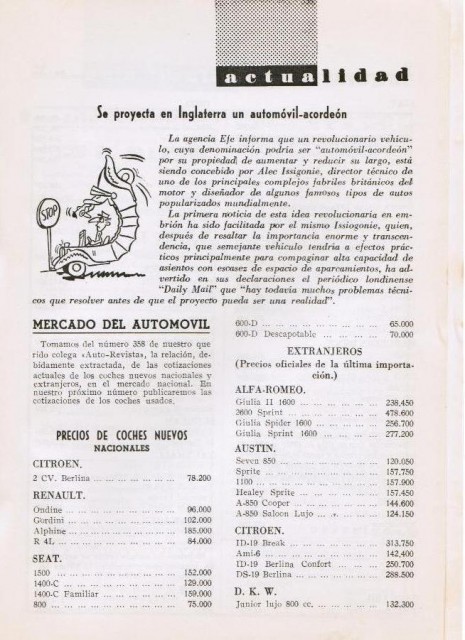 actualidad
Se proyecta en Inglaterra un automóvil-acordeón
La agencia Efe informa que un revolucionario vehícu-
lo, cuya denominación podría ser "automóvil-acordeón"
por su propiedad de aumentar y reducir su largo, está
siendo concebido por Alec Issigonie, director técnico de
uno de los principales complejos fabriles británicos del
motor y diseñador de algunos famosos tipos de autos
popularizados mundialmente.
La primera noticia de esta idea revolucionaria en em-
brión ha sido facilitada por el mismo Issiogonie, quien,
después de resaltar la importancia enorme y transcen-
dencia, que semejante vehículo tendría a efectos prác-
ticos principalmente para compaginar alta capacidad de
asientos con escasez de espacio de aparcamientos, ha ad-
vertido en sus declaraciones al periódico londinense
"Daily Mail" que "hay todavía muchos problemas técni-
cos que resolver antes de que el proyecto pueda ser una realidad".
STOP
MERCADO DEL AUTOMOVIL
Tomamos del número 358 de nuestro que-
rido colega «Auto-Revista», la relación, de-
bidamente extractada, de las cotizaciones
actuales de los coches nuevos nacionales y
extranjeros, en el mercado nacional. En
nuestro próximo número publicaremos las
cotizaciones de los coches usados.
PRECIOS DE COCHES NUEVOS
NACIONALES
CITROEN.
2 CV. Berlina ... 78.200
RENAULT.
Ondine ... 96.000
Gordini ... 102.000
Alphine ... 185.000
R 4L ... 84.000
SEAT.
1500 ... 152.000
1400-C ... 129.000
1400-C Familiar ... 159.000
800 ... 75.000
600-D ... 65.000
600-D Descapotable ... 70.000
EXTRANJEROS
(Precios oficiales de la última importa-
ción.)
ALFA-ROMEO.
Giulia II 1600 ... 238,450
2600 Sprint ... 478.600
Giulia Spider 1600 ... 256.700
Giulia Sprint 1600 ... 277.200
AUSTIN.
Seven 850 ... 120.050
Sprite ... 157.750
1100 ... 157.900
Healey Sprite ... 157.450
A-850 Cooper ... 144.600
A-850 Saloon Lujo ... 124.150
CITROEN.
ID-19 Break ... 313.750
Ami-6 ... 142,400
ID-19 Berlina Confort ... 250.700
DS-19 Berlina ... 288.500
D. K. W.
Junior lujo 800 cc. ... 132.300